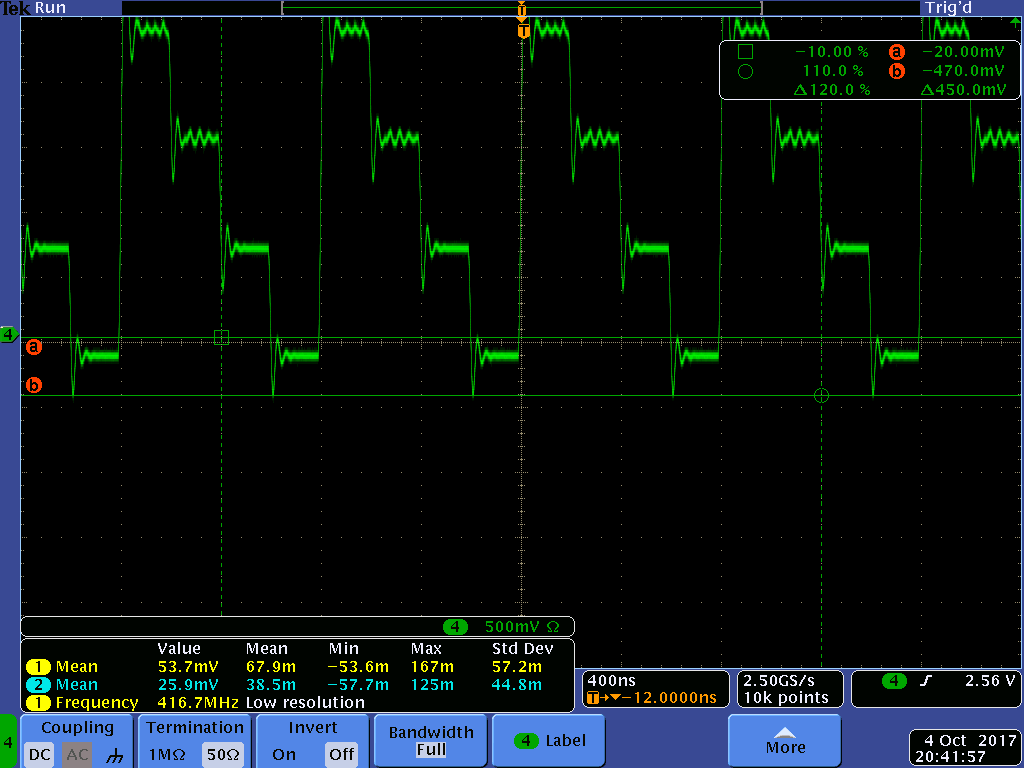 Tek Run Trig'd
T
T
−10.00 % a −20.00mV
110.0 % b −470.0mV
Δ120.0 % Δ450.0mV
4
a
b
4 500mV Ω
Value Mean Min Max Std Dev
1 Mean 53.7mV 67.9m −53.6m 167m 57.2m
2 Mean 25.9mV 38.5m −57.7m 125m 44.8m
1 Frequency 416.7MHz Low resolution
400ns
T→▼−12.0000ns
2.50GS/s
10k points
4 2.56 V
4
Coupling
DC AC
Termination
1MΩ 50Ω
Invert
On Off
Bandwidth
Full
4 Label
More
4 Oct 2017
20:41:57